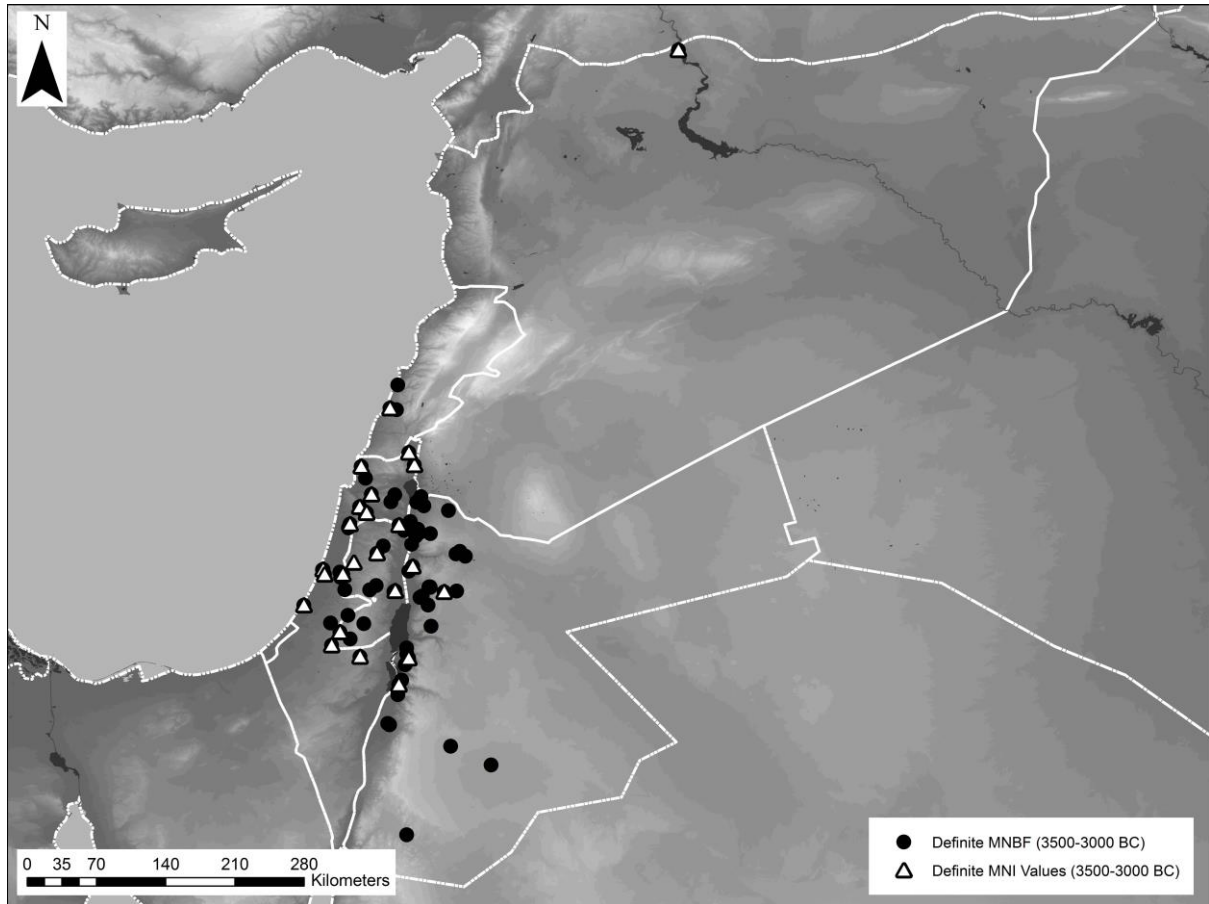 N
0 35 70 140 210 280
Kilometers
Definite MNBF (3500-3000 BC)
Definite MNI Values (3500-3000 BC)